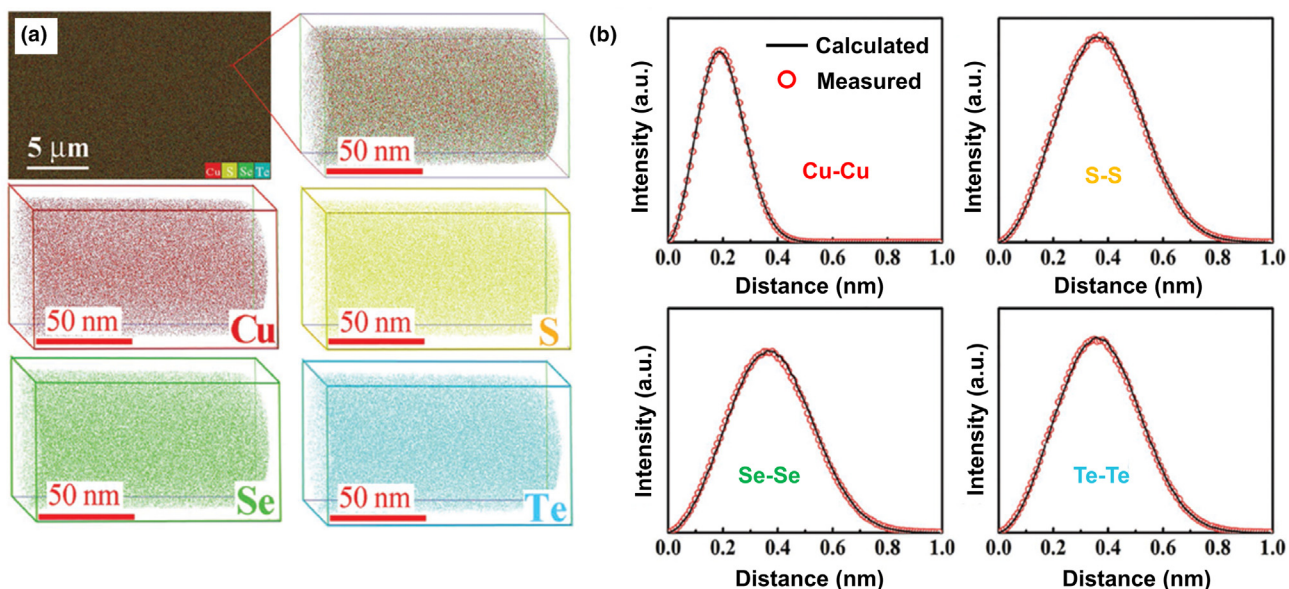 (a)
5 μm
Cu S Se Te
50 nm
50 nm
Cu
50 nm
S
50 nm
Se
50 nm
Te
(b)
Intensity (a.u.)
Calculated
Measured
Cu-Cu
0.0 0.2 0.4 0.6 0.8 1.0
Distance (nm)
Intensity (a.u.)
S-S
0.0 0.2 0.4 0.6 0.8 1.0
Distance (nm)
Intensity (a.u.)
Se-Se
0.0 0.2 0.4 0.6 0.8 1.0
Distance (nm)
Intensity (a.u.)
Te-Te
0.0 0.2 0.4 0.6 0.8 1.0
Distance (nm)